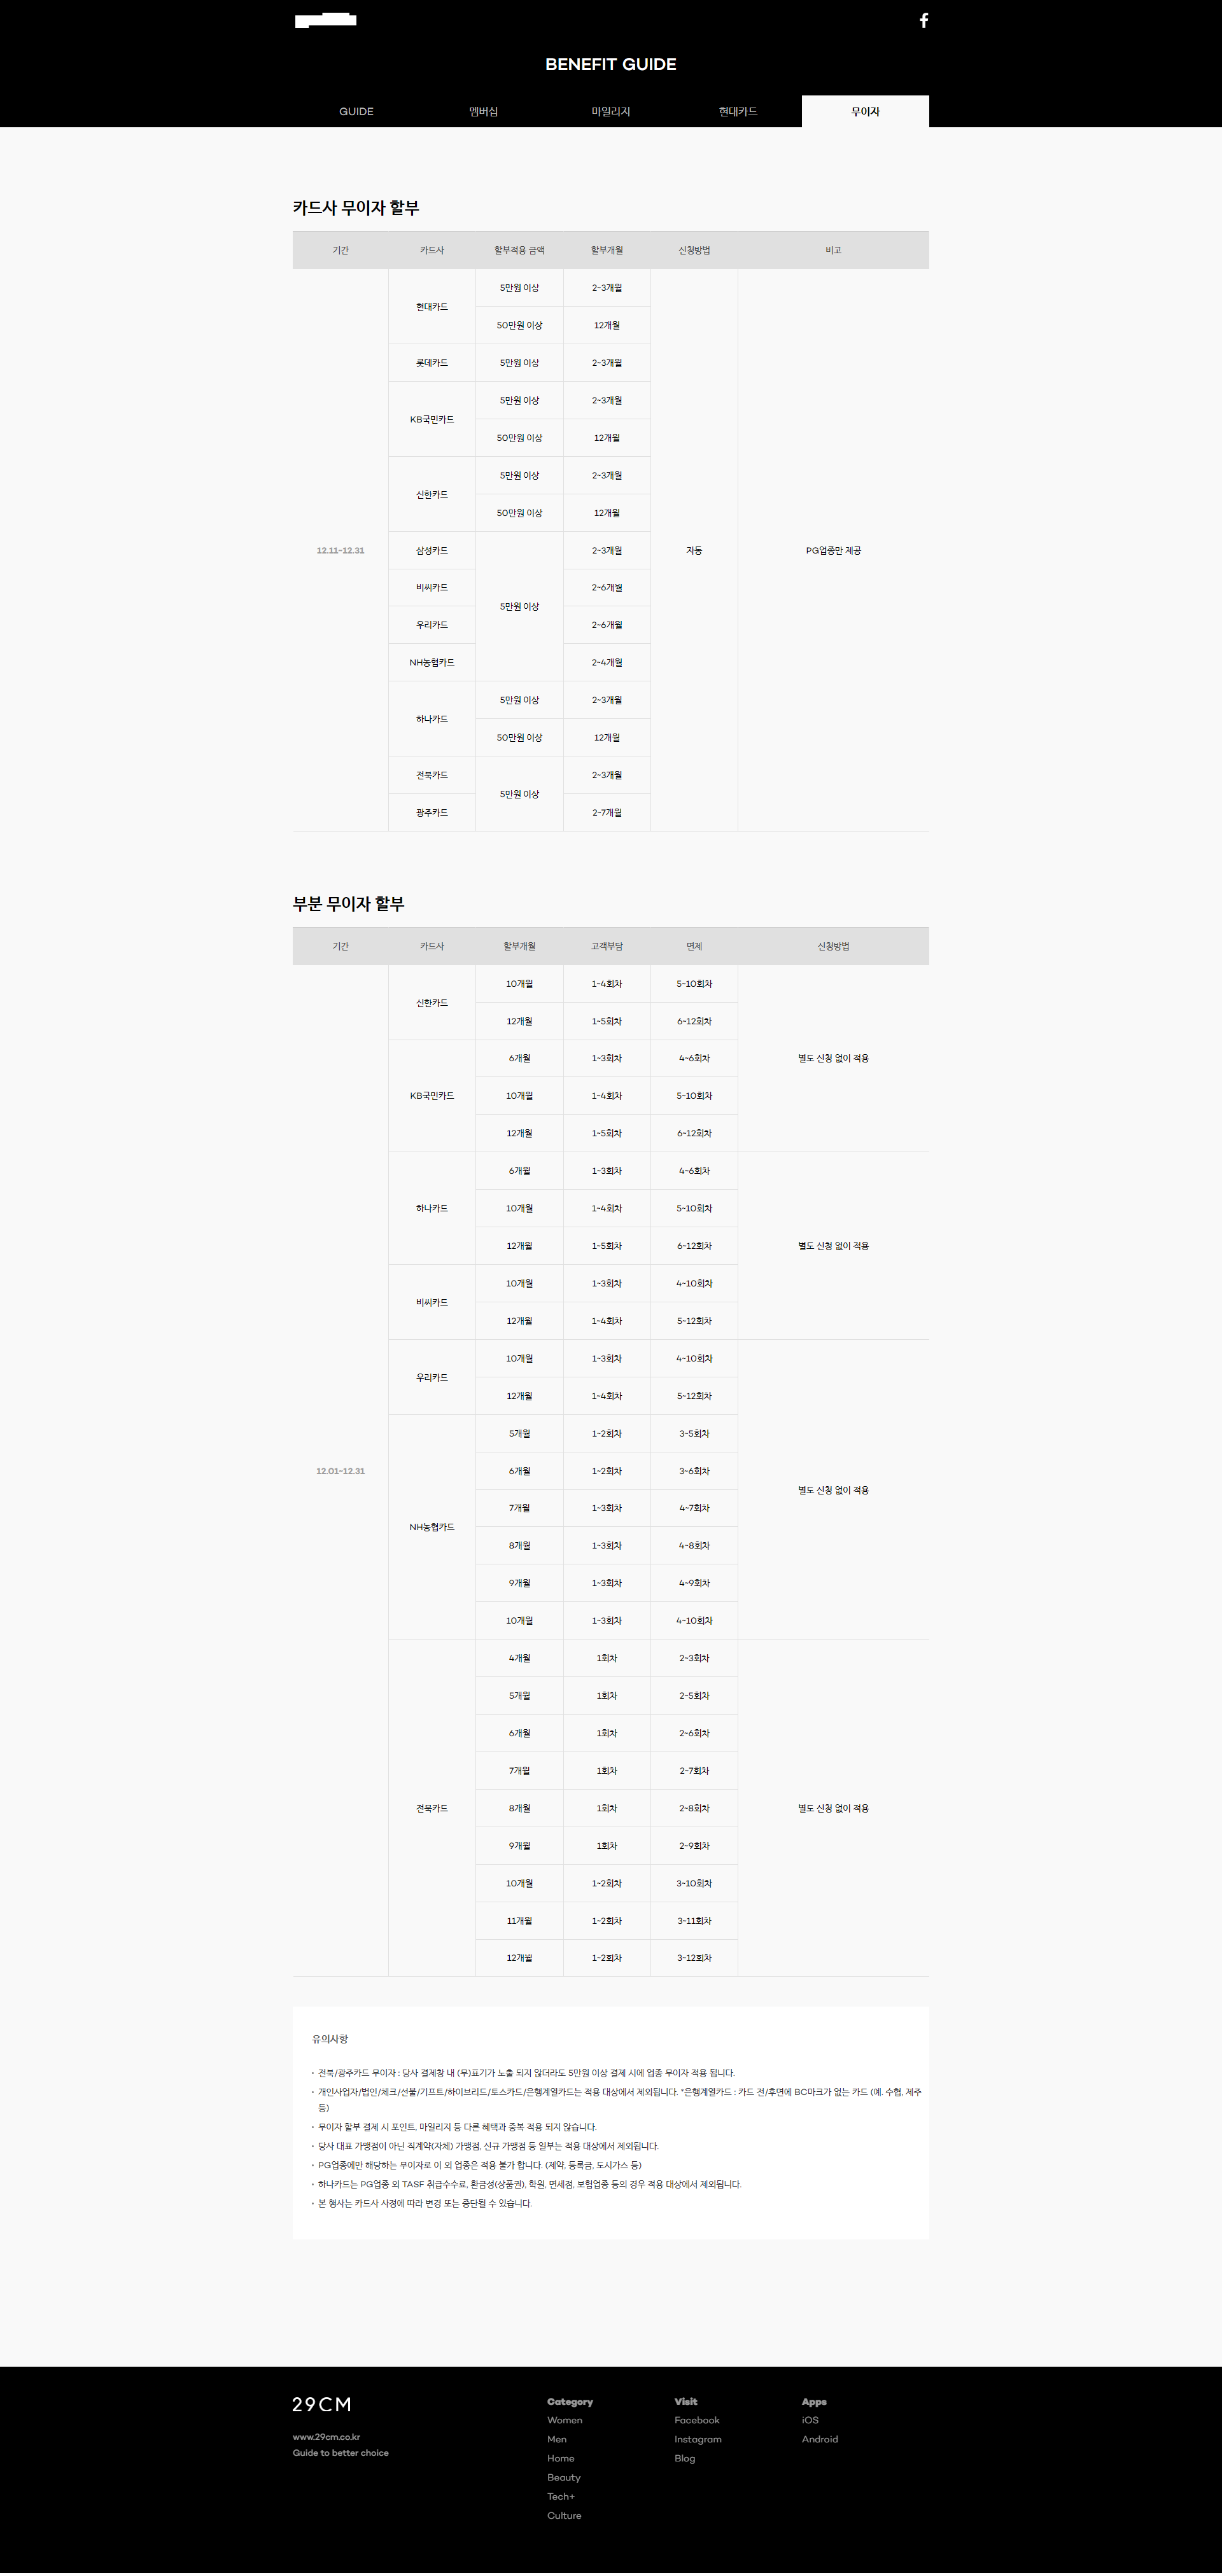 BENEFIT GUIDE
GUIDE 멤버십 마일리지 현대카드 무이자
카드사 무이자 할부
기간 카드사 할부적용 금액 할부개월 신청방법 비고
5만원 이상 2~3개월
현대카드
50만원 이상 12개월
롯데카드 5만원 이상 2~3개월
5만원 이상 2~3개월
KB국민카드
50만원 이상 12개월
5만원 이상 2~3개월
신한카드
50만원 이상 12개월
12.11~12.31 삼성카드 2~3개월 자동 PG업종만 제공
비씨카드 2~6개월
5만원 이상
우리카드 2~6개월
NH농협카드 2~4개월
5만원 이상 2~3개월
하나카드
50만원 이상 12개월
전북카드 2~3개월
5만원 이상
광주카드 2~7개월
부분 무이자 할부
기간 카드사 할부개월 고객부담 면제 신청방법
10개월 1~4회차 5~10회차
신한카드
12개월 1~5회차 6~12회차
6개월 1~3회차 4~6회차 별도 신청 없이 적용
KB국민카드 10개월 1~4회차 5~10회차
12개월 1~5회차 6~12회차
6개월 1~3회차 4~6회차
하나카드 10개월 1~4회차 5~10회차
12개월 1~5회차 6~12회차 별도 신청 없이 적용
10개월 1~3회차 4~10회차
비씨카드
12개월 1~4회차 5~12회차
10개월 1~3회차 4~10회차
우리카드
12개월 1~4회차 5~12회차
5개월 1~2회차 3~5회차
12.01~12.31 6개월 1~2회차 3~6회차
별도 신청 없이 적용
7개월 1~3회차 4~7회차
NH농협카드
8개월 1~3회차 4~8회차
9개월 1~3회차 4~9회차
10개월 1~3회차 4~10회차
4개월 1회차 2~3회차
5개월 1회차 2~5회차
6개월 1회차 2~6회차
7개월 1회차 2~7회차
전북카드 8개월 1회차 2~8회차 별도 신청 없이 적용
9개월 1회차 2~9회차
10개월 1~2회차 3~10회차
11개월 1~2회차 3~11회차
12개월 1~2회차 3~12회차
유의사항
· 전북/광주카드 무이자 : 당사 결제창 내 (무)표기가 노출 되지 않더라도 5만원 이상 결제 시에 업종 무이자 적용 됩니다.
· 개인사업자/법인/체크/선불/기프트/하이브리드/토스카드/은행계열카드는 적용 대상에서 제외됩니다. *은행계열카드 : 카드 전/후면에 BC마크가 없는 카드 (예. 수협, 제주
등)
· 무이자 할부 결제 시 포인트, 마일리지 등 다른 혜택과 중복 적용 되지 않습니다.
· 당사 대표 가맹점이 아닌 직계약(자체) 가맹점, 신규 가맹점 등 일부는 적용 대상에서 제외됩니다.
· PG업종에만 해당하는 무이자로 이 외 업종은 적용 불가 합니다. (제약, 등록금, 도시가스 등)
· 하나카드는 PG업종 외 TASF 취급수수료, 환금성(상품권), 학원, 면세점, 보험업종 등의 경우 적용 대상에서 제외됩니다.
· 본 행사는 카드사 사정에 따라 변경 또는 중단될 수 있습니다.
29CM
www.29cm.co.kr
Guide to better choice
Category
Women
Men
Home
Beauty
Tech+
Culture
Visit
Facebook
Instagram
Blog
Apps
iOS
Android